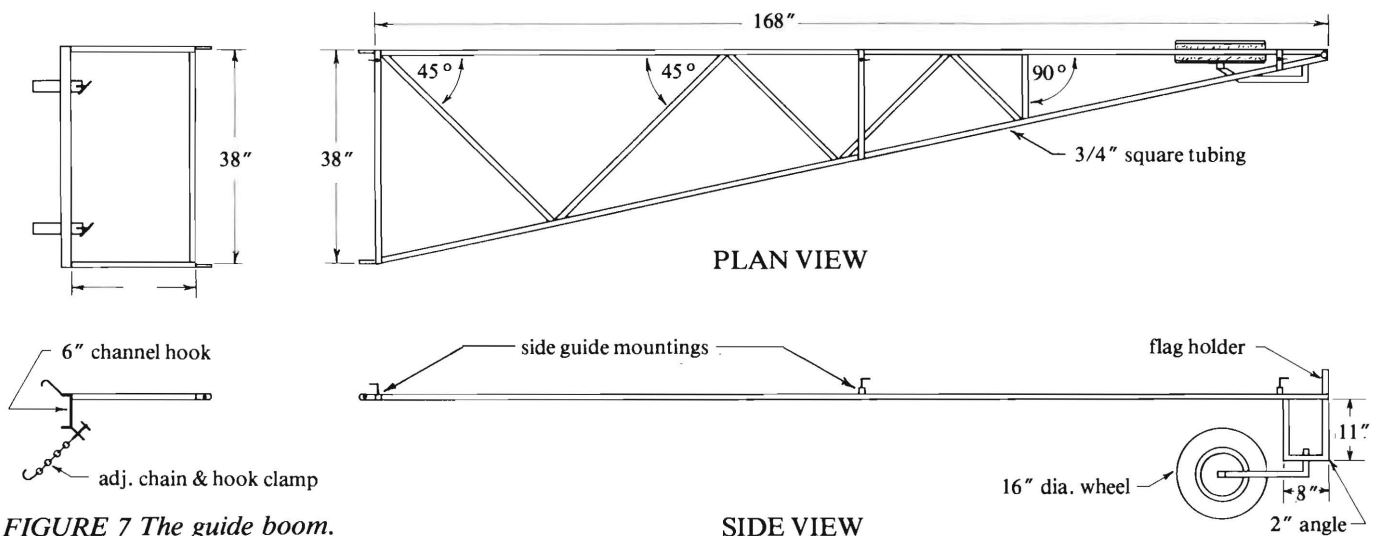 168″
45°
45°
90°
38″
38″
3/4″ square tubing
PLAN VIEW
6″ channel hook
side guide mountings
flag holder
11″
adj. chain & hook clamp
16″ dia. wheel
8″
2″ angle
FIGURE 7 The guide boom.
SIDE VIEW